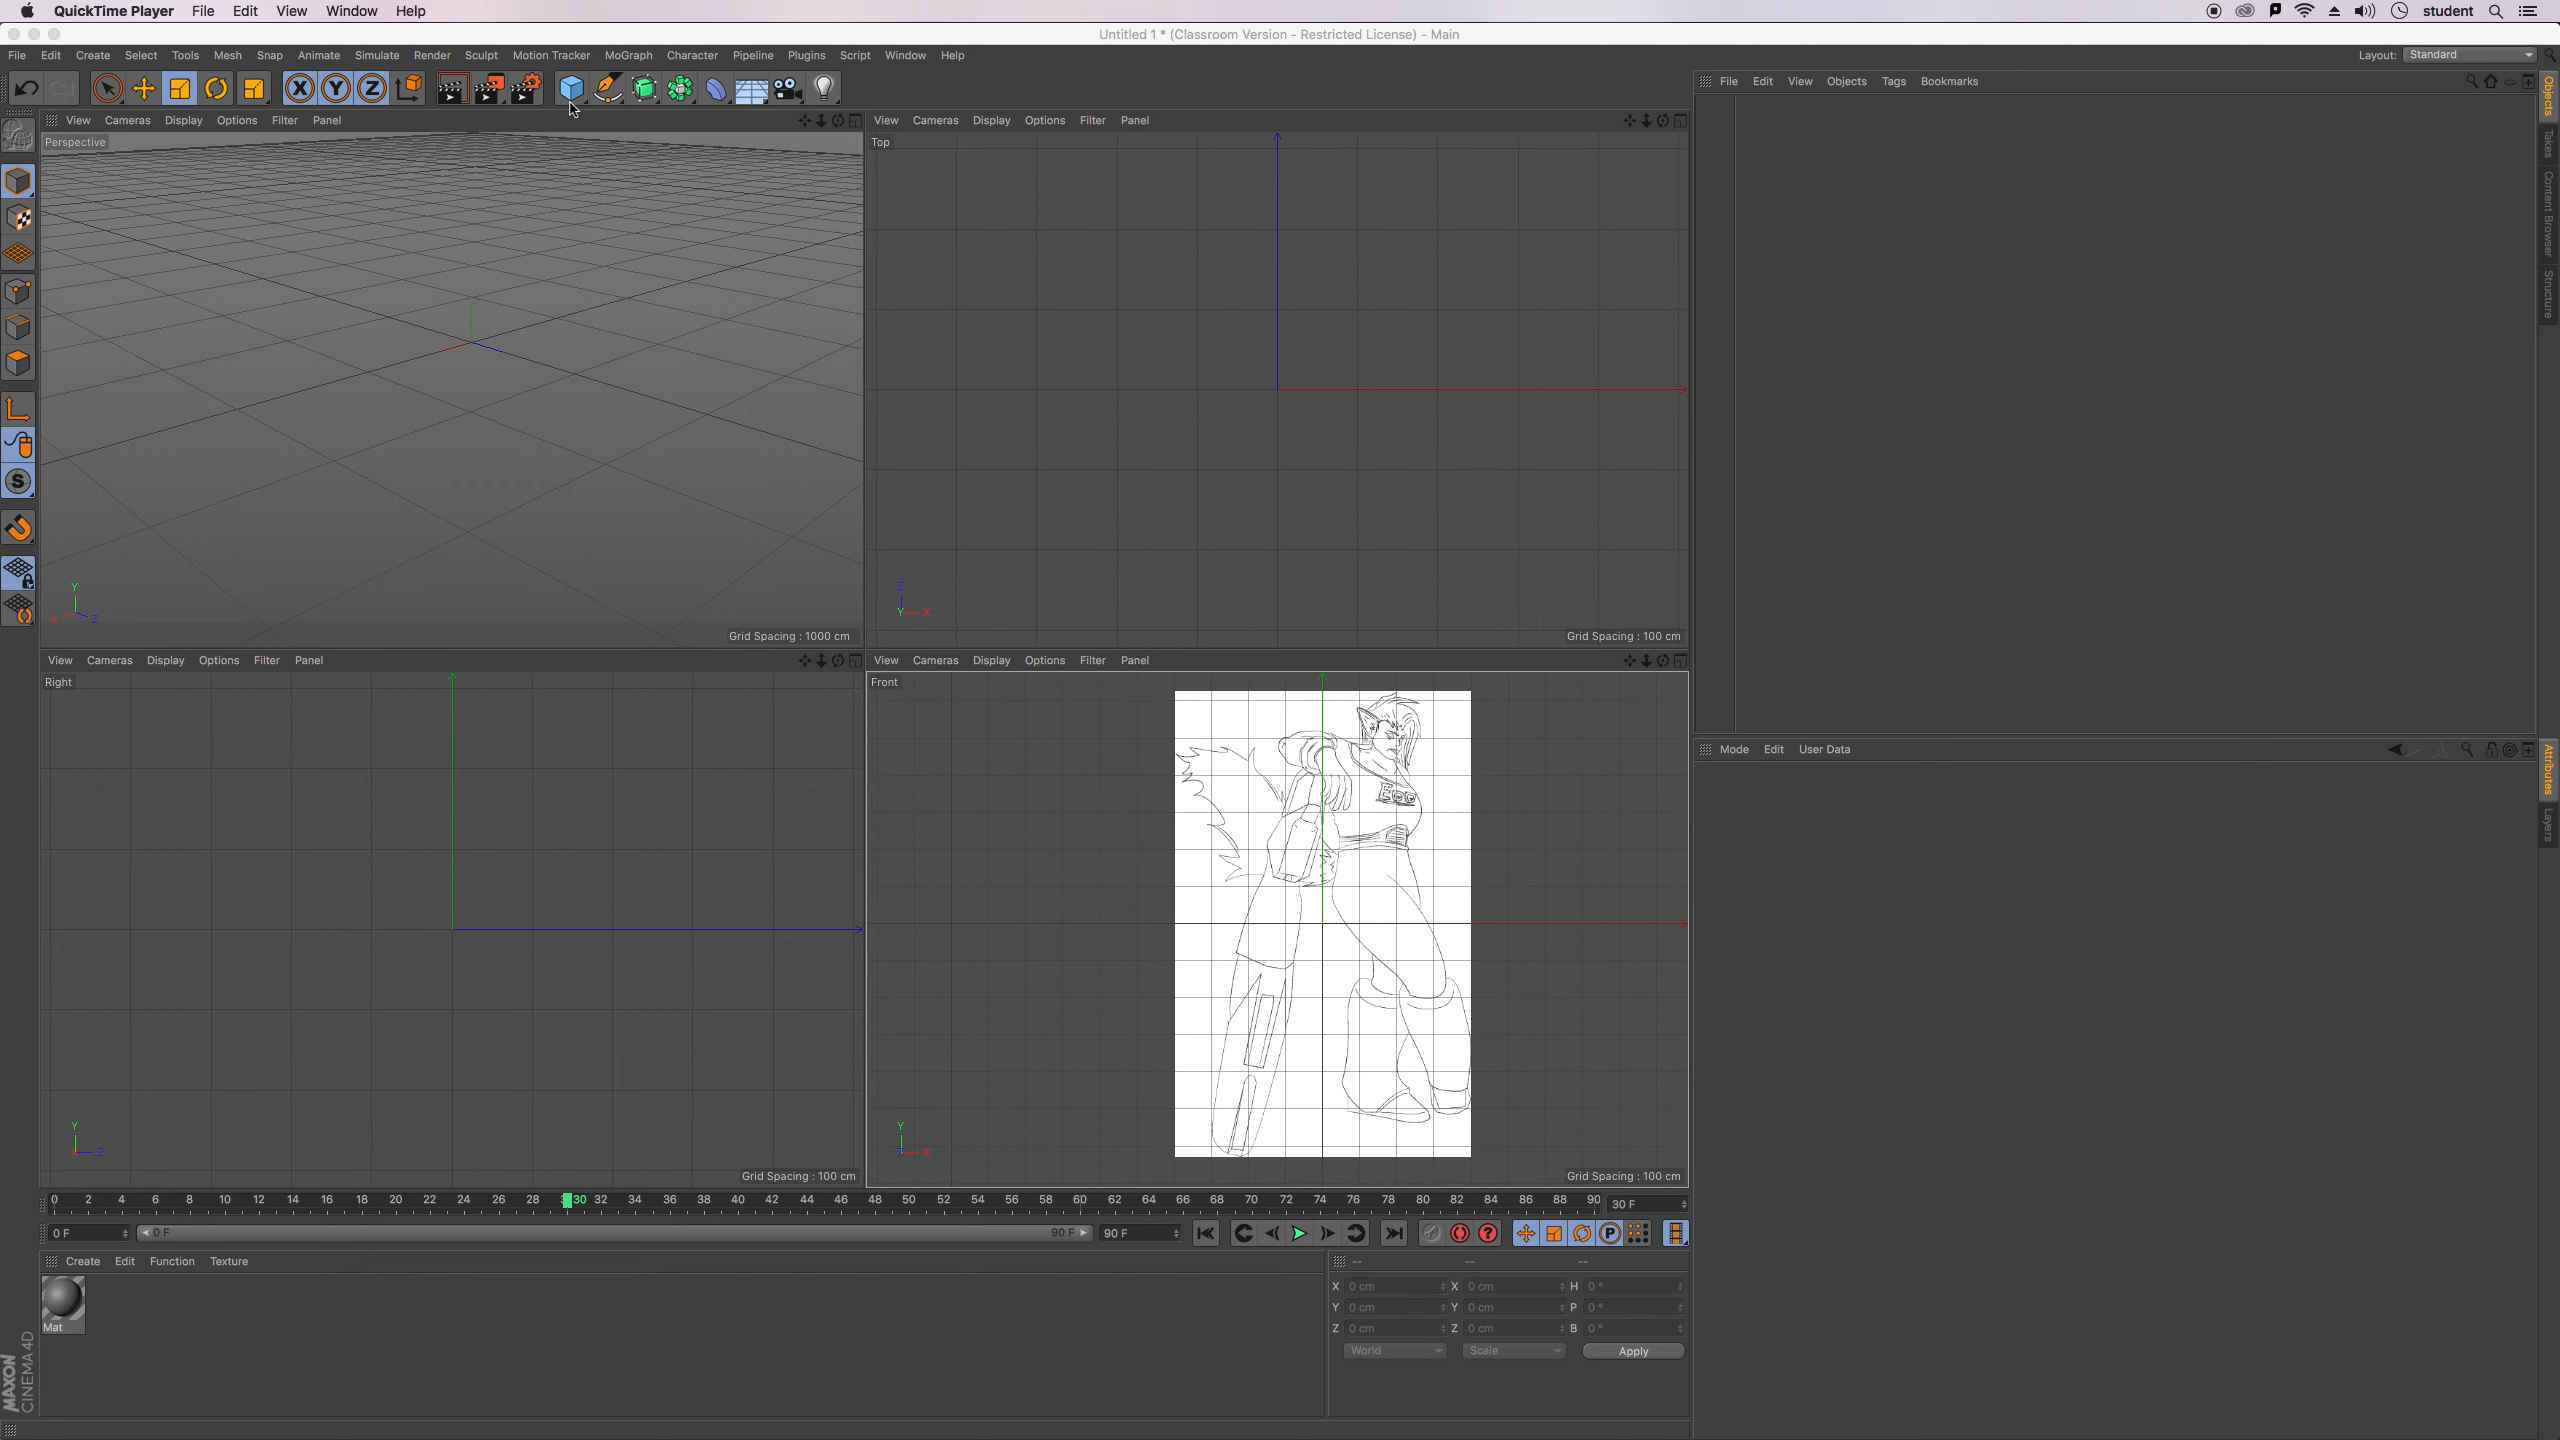 QuickTime Player File Edit View Window Help student
Untitled 1 * (Classroom Version - Restricted License) - Main
File Edit Create Select Tools Mesh Snap Animate Simulate Render Sculpt Motion Tracker MoGraph Character Pipeline Plugins Script Window Help Layout: Standard
X Y Z
File Edit View Objects Tags Bookmarks
Objects
Takes
Content Browser
Structure
View Cameras Display Options Filter Panel
Perspective
Y
X Z
Grid Spacing : 1000 cm
View Cameras Display Options Filter Panel
Top
Z
Y X
Grid Spacing : 100 cm
S
View Cameras Display Options Filter Panel
Right
Y
X Z
Grid Spacing : 100 cm
View Cameras Display Options Filter Panel
Front
EGG
Y
Z X
Grid Spacing : 100 cm
Mode Edit User Data
Attributes
Layers
0 2 4 6 8 10 12 14 16 18 20 22 24 26 28 30 32 34 36 38 40 42 44 46 48 50 52 54 56 58 60 62 64 66 68 70 72 74 76 78 80 82 84 86 88 90 30 F
0 F 0 F 90 F 90 F ? P
Create Edit Function Texture
Mat
-- -- --
X 0 cm X 0 cm H 0 °
Y 0 cm Y 0 cm P 0 °
Z 0 cm Z 0 cm B 0 °
World Scale Apply
MAXON
CINEMA 4D